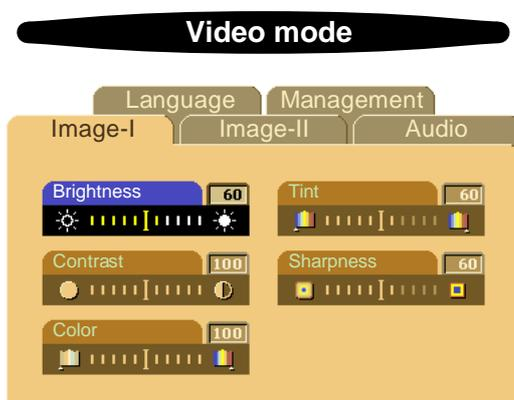 Video mode
Language Management
Image-I Image-II Audio
Brightness 60
Tint 60
Contrast 100
Sharpness 60
Color 100